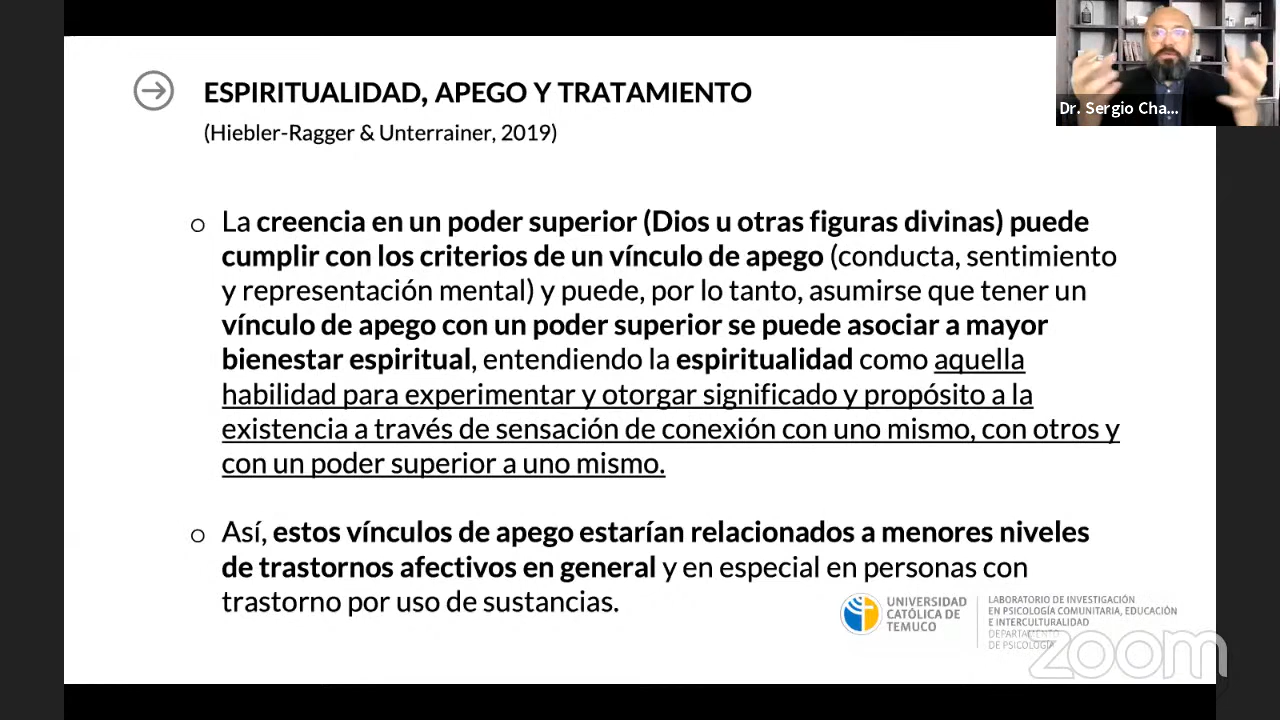 ESPIRITUALIDAD, APEGO Y TRATAMIENTO
(Hiebler-Ragger & Unterrainer, 2019)
Dr. Sergio Cha...
o La creencia en un poder superior (Dios u otras figuras divinas) puede
cumplir con los criterios de un vínculo de apego (conducta, sentimiento
y representación mental) y puede, por lo tanto, asumirse que tener un
vínculo de apego con un poder superior se puede asociar a mayor
bienestar espiritual, entendiendo la espiritualidad como aquella
habilidad para experimentar y otorgar significado y propósito a la
existencia a través de sensación de conexión con uno mismo, con otros y
con un poder superior a uno mismo.
o Así, estos vínculos de apego estarían relacionados a menores niveles
de trastornos afectivos en general y en especial en personas con
trastorno por uso de sustancias.
UNIVERSIDAD
CATÓLICA DE
TEMUCO
LABORATORIO DE INVESTIGACIÓN
EN PSICOLOGÍA COMUNITARIA, EDUCACIÓN
E INTERCULTURALIDAD
DEPARTAMENTO
DE PSICOLOGÍA
zoom